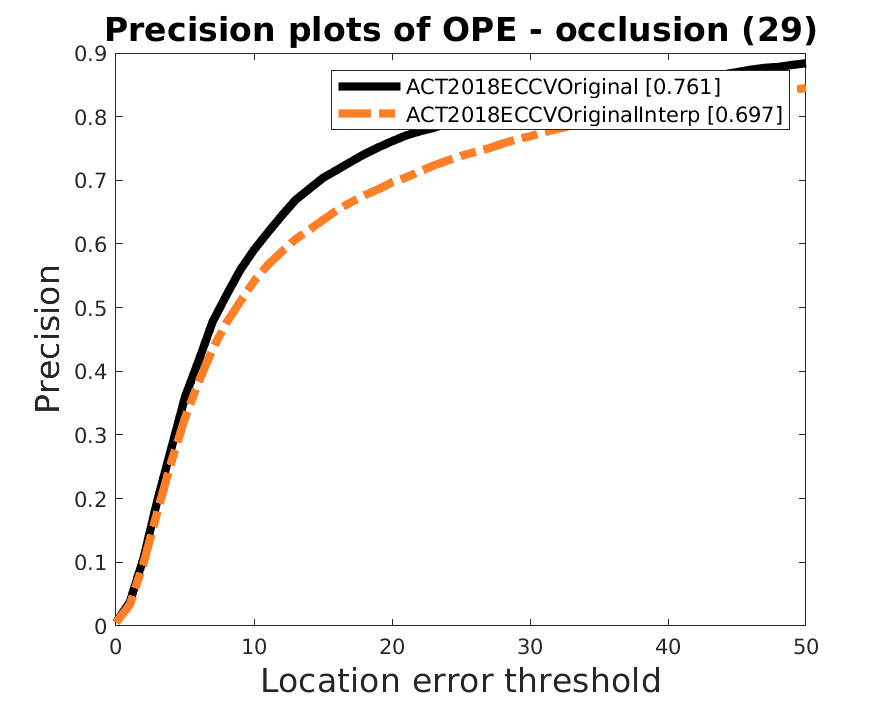 Precision plots of OPE - occlusion (29)
0.9
0.8
0.7
0.6
0.5
0.4
0.3
0.2
0.1
0
Precision
ACT2018ECCVOriginal [0.761]
ACT2018ECCVOriginalInterp [0.697]
0 10 20 30 40 50
Location error threshold